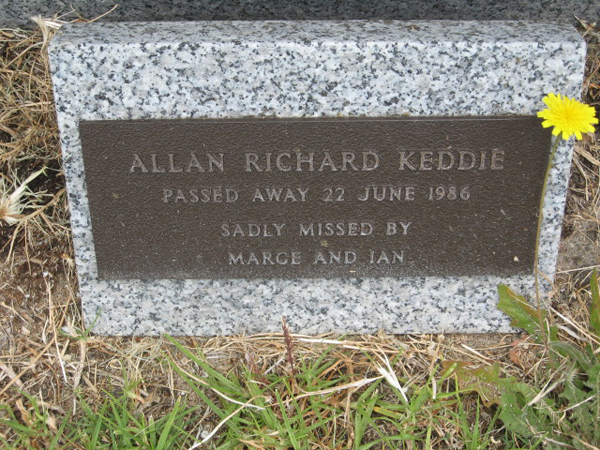 ALLAN RICHARD KEDDIE
PASSED AWAY 22 JUNE 1986
SADLY MISSED BY
MARGE AND IAN